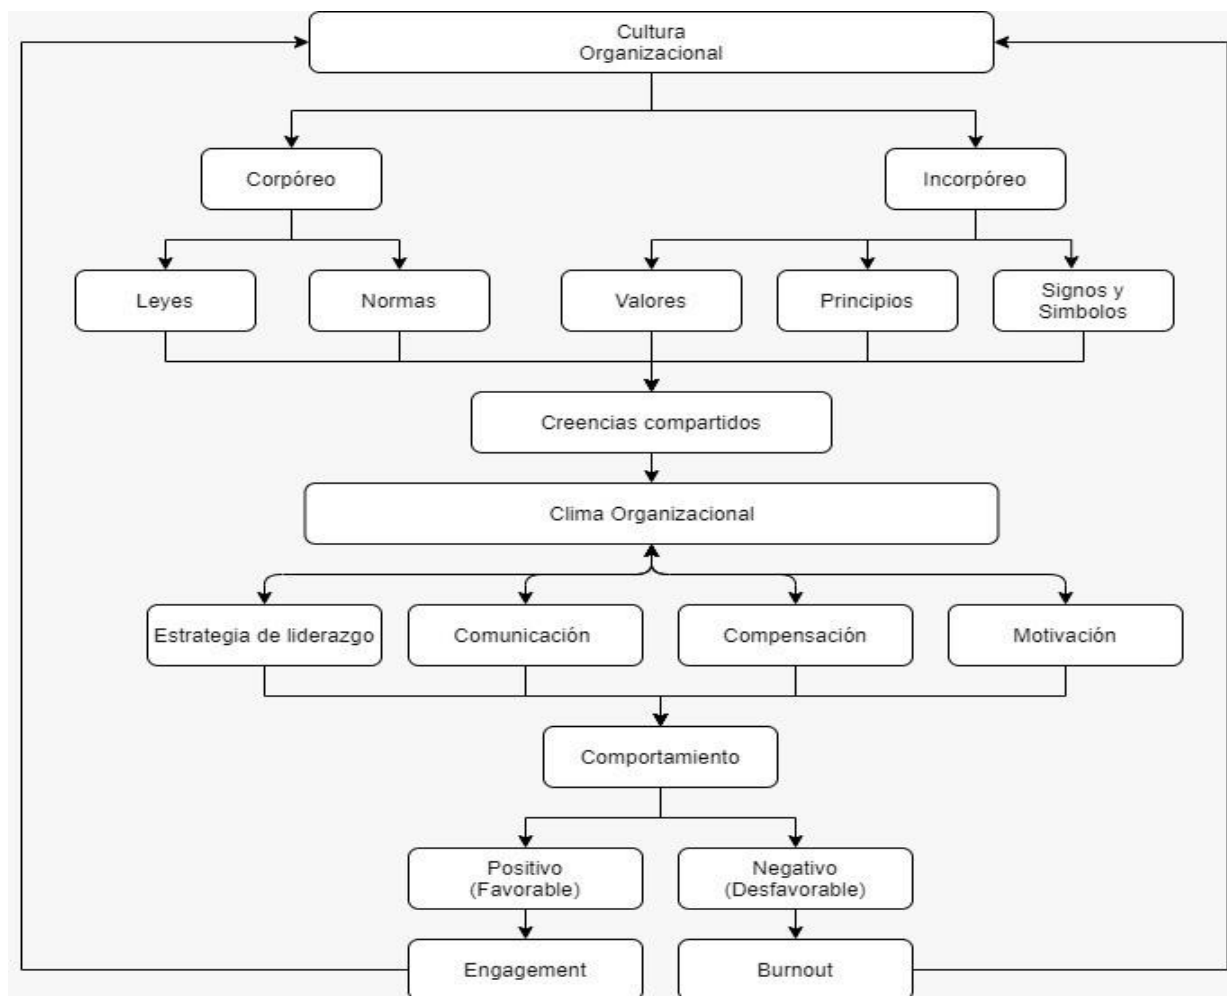 Cultura
Organizacional
Corpóreo
Incorpóreo
Leyes
Normas
Valores
Principios
Signos y
Simbolos
Creencias compartidos
Clima Organizacional
Estrategia de liderazgo
Comunicación
Compensación
Motivación
Comportamiento
Positivo
(Favorable)
Negativo
(Desfavorable)
Engagement
Burnout